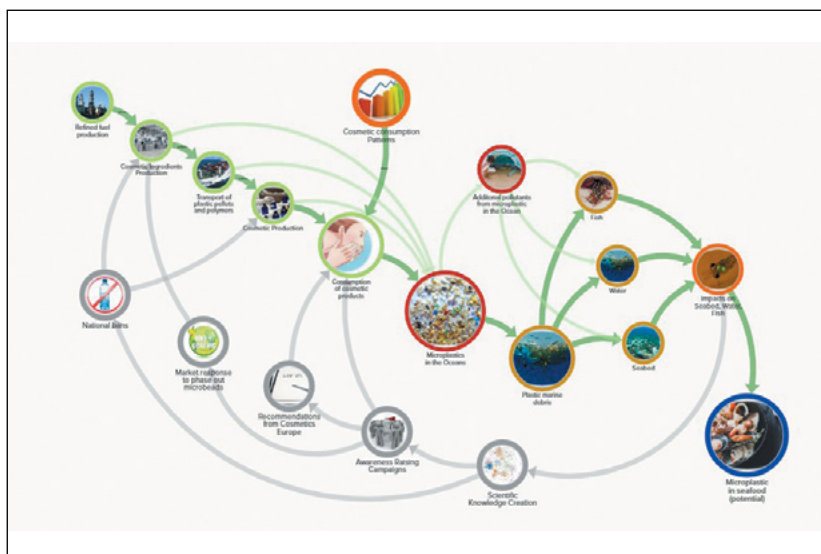 Refined fuel
production
Cosmetic Ingredients
Production
Transport of
plastic pellets
and polymers
Cosmetic Production
Cosmetic consumption
Patterns
Consumption
of cosmetic
products
Additional pollutants
from microplastic
in the Ocean
Fish
Water
Seabed
Impacts on
Seabed, Water,
Fish
Microplastics
in the Oceans
Plastic marine
debris
National Bans
Market response
to phase out
microbeads
Recommendations
from Cosmetics
Europe
Awareness Raising
Campaigns
Scientific
Knowledge Creation
Microplastic
in seafood
(potential)